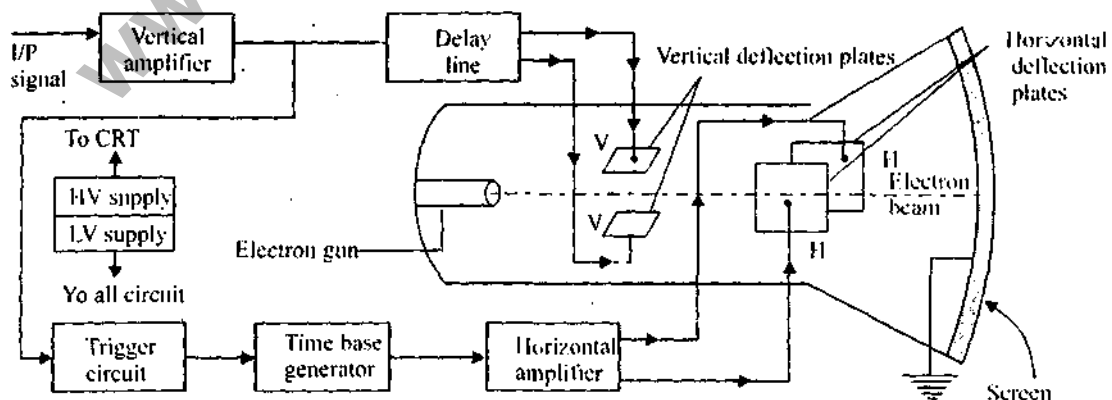 I/P
signal
Vertical
amplifier
Delay
line
Vertical deflection plates
Horizontal
deflection
plates
To CRT
HV supply
LV supply
Yo all circuit
V
V
H
Electron
beam
H
Electron gun
Trigger
circuit
Time base
generator
Horizontal
amplifier
Screen